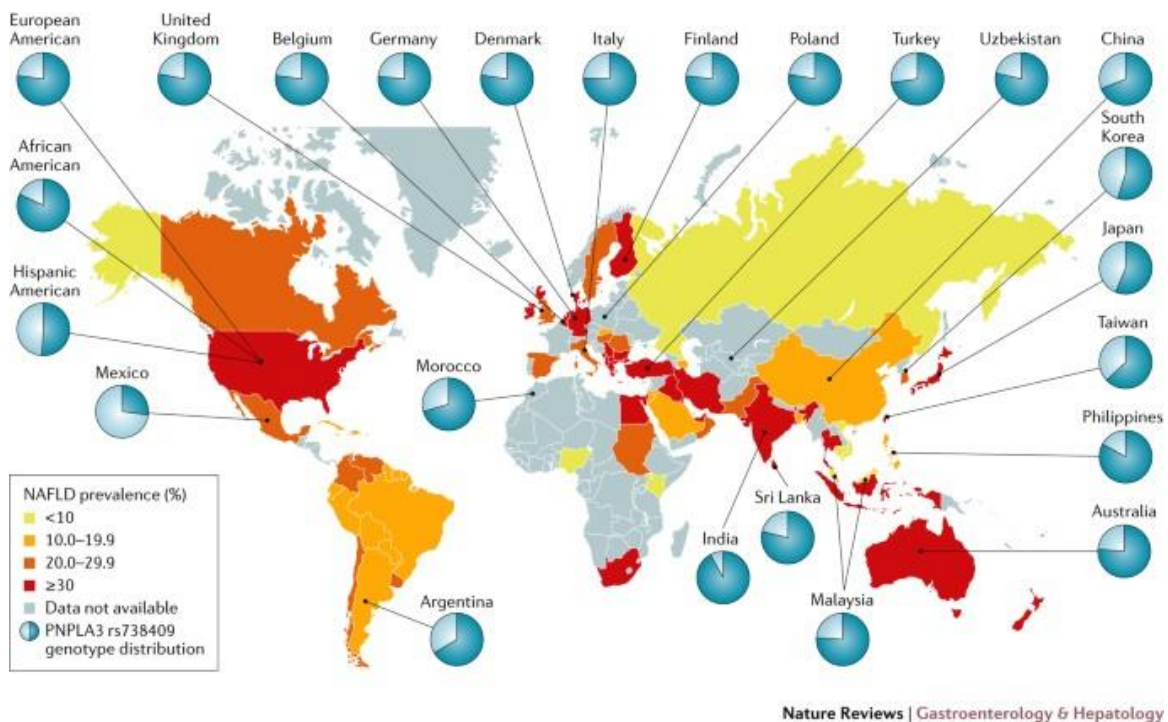 European
American
United
Kingdom
Belgium
Germany
Denmark
Italy
Finland
Poland
Turkey
Uzbekistan
China
African
American
South
Korea
Hispanic
American
Japan
Mexico
Morocco
Taiwan
Philippines
NAFLD prevalence (%)
<10
10.0–19.9
20.0–29.9
≥30
Data not available
PNPLA3 rs738409
genotype distribution
Argentina
India
Sri Lanka
Malaysia
Australia
Nature Reviews | Gastroenterology & Hepatology